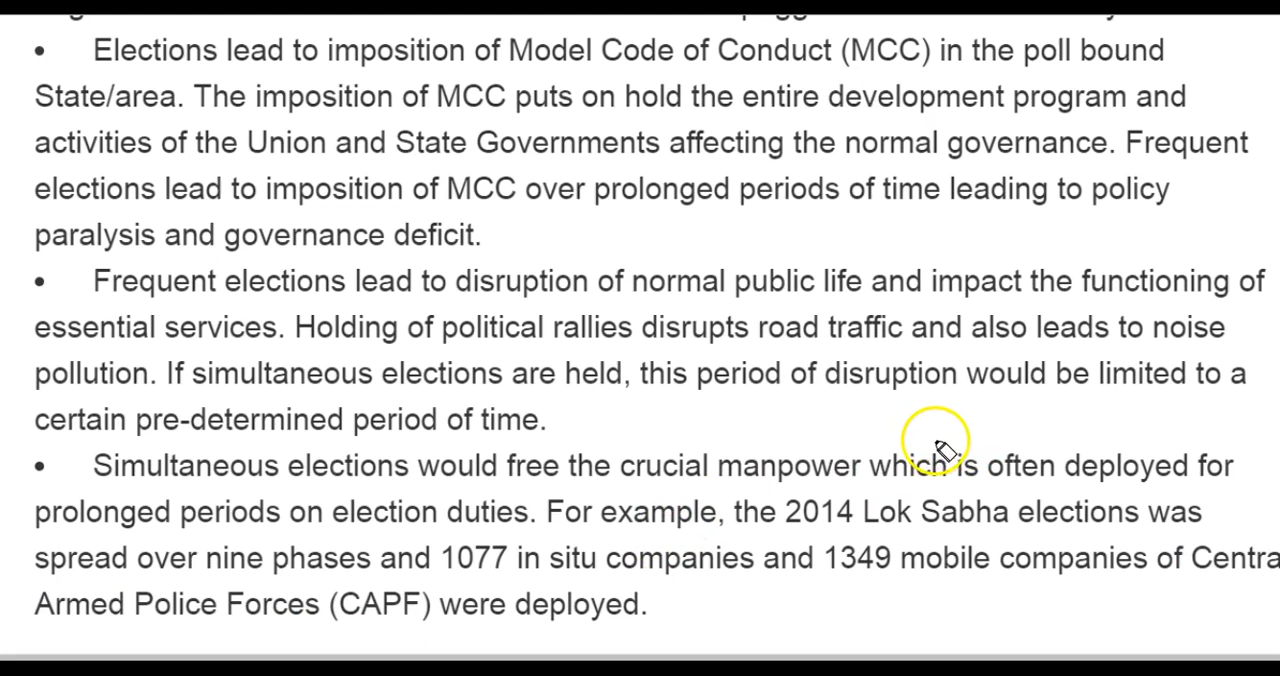 • Elections lead to imposition of Model Code of Conduct (MCC) in the poll bound
State/area. The imposition of MCC puts on hold the entire development program and
activities of the Union and State Governments affecting the normal governance. Frequent
elections lead to imposition of MCC over prolonged periods of time leading to policy
paralysis and governance deficit.
• Frequent elections lead to disruption of normal public life and impact the functioning of
essential services. Holding of political rallies disrupts road traffic and also leads to noise
pollution. If simultaneous elections are held, this period of disruption would be limited to a
certain pre-determined period of time.
• Simultaneous elections would free the crucial manpower which is often deployed for
prolonged periods on election duties. For example, the 2014 Lok Sabha elections was
spread over nine phases and 1077 in situ companies and 1349 mobile companies of Centra
Armed Police Forces (CAPF) were deployed.